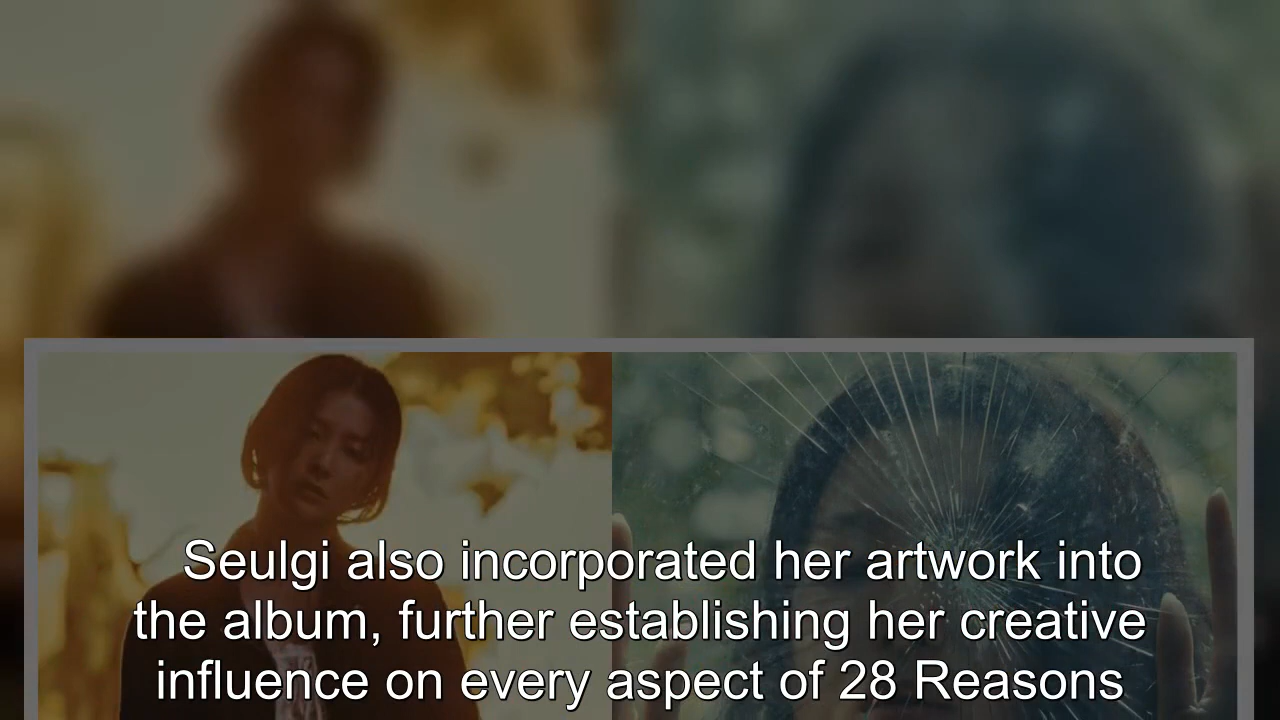 Seulgi also incorporated her artwork into
the album, further establishing her creative
influence on every aspect of 28 Reasons